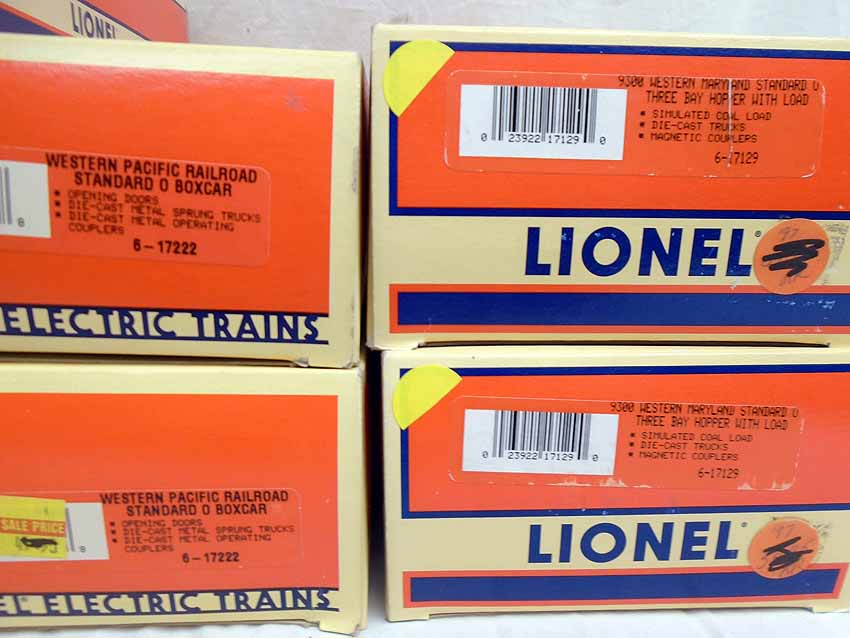 LIONEL
WESTERN PACIFIC RAILROAD
STANDARD O BOXCAR
▪ OPENING DOORS
▪ DIE-CAST METAL SPRUNG TRUCKS
▪ DIE-CAST METAL OPERATING
COUPLERS
6-17222
8
ELECTRIC TRAINS
9300 WESTERN MARYLAND STANDARD O
THREE BAY HOPPER WITH LOAD
▪ SIMULATED COAL LOAD
▪ DIE-CAST TRUCKS
▪ MAGNETIC COUPLERS
6-17129
0 23922 17129 0
LIONEL®
'97
WESTERN PACIFIC RAILROAD
STANDARD O BOXCAR
▪ OPENING DOORS
▪ DIE-CAST METAL SPRUNG TRUCKS
▪ DIE-CAST METAL OPERATING
COUPLERS
6-17222
SALE PRICE
8
EL® ELECTRIC TRAINS
9300 WESTERN MARYLAND STANDARD O
THREE BAY HOPPER WITH LOAD
▪ SIMULATED COAL LOAD
▪ DIE-CAST TRUCKS
▪ MAGNETIC COUPLERS
6-17129
0 23922 17129 0
LIONEL®
'97